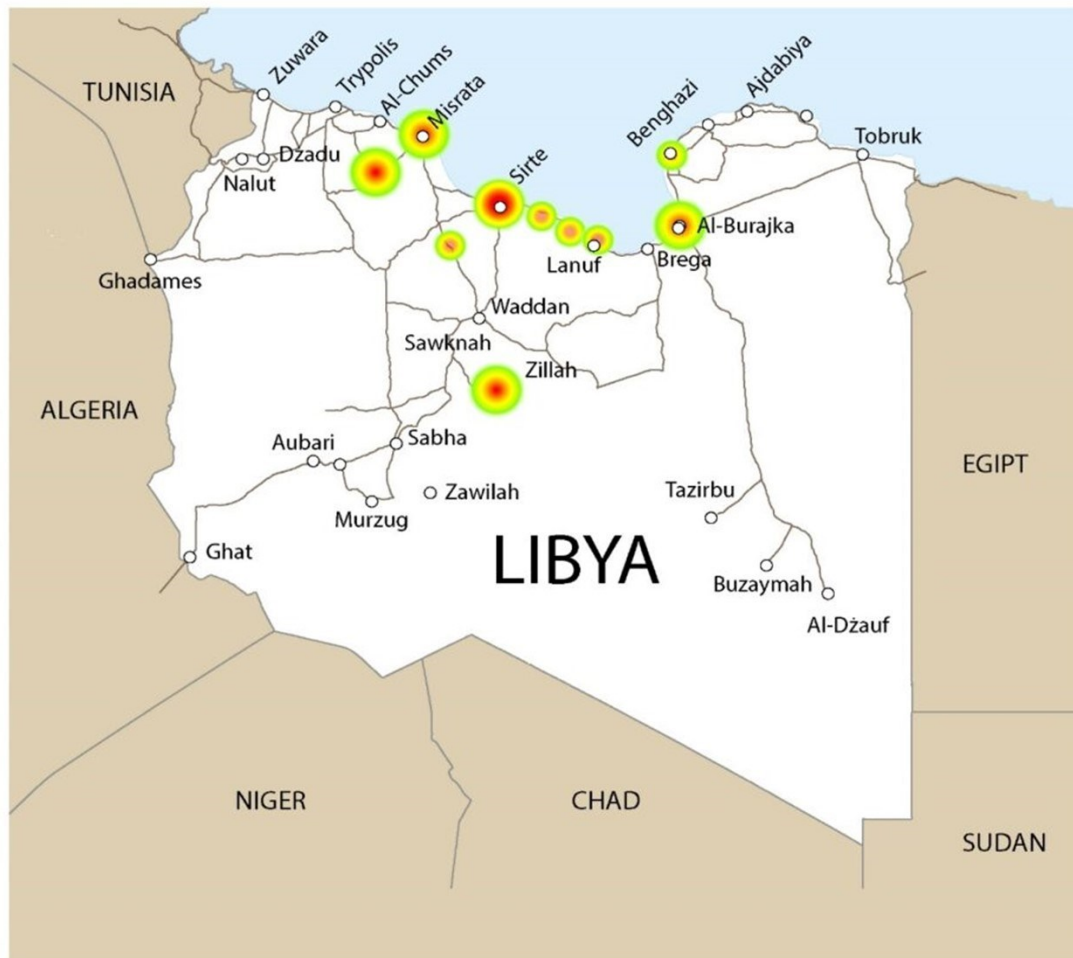 Zuwara
Trypolis
Al-Chums
Misrata
Ajdabiya
Benghazi
TUNISIA
Tobruk
Dzadu
Nalut
Sirte
Al-Burajka
Ghadames
Lanuf
Brega
Waddan
Sawknah
Zillah
ALGERIA
Aubari
Sabha
EGIPT
Zawilah
Tazirbu
Murzug
Ghat
LIBYA
Buzaymah
Al-Dżauf
NIGER
CHAD
SUDAN